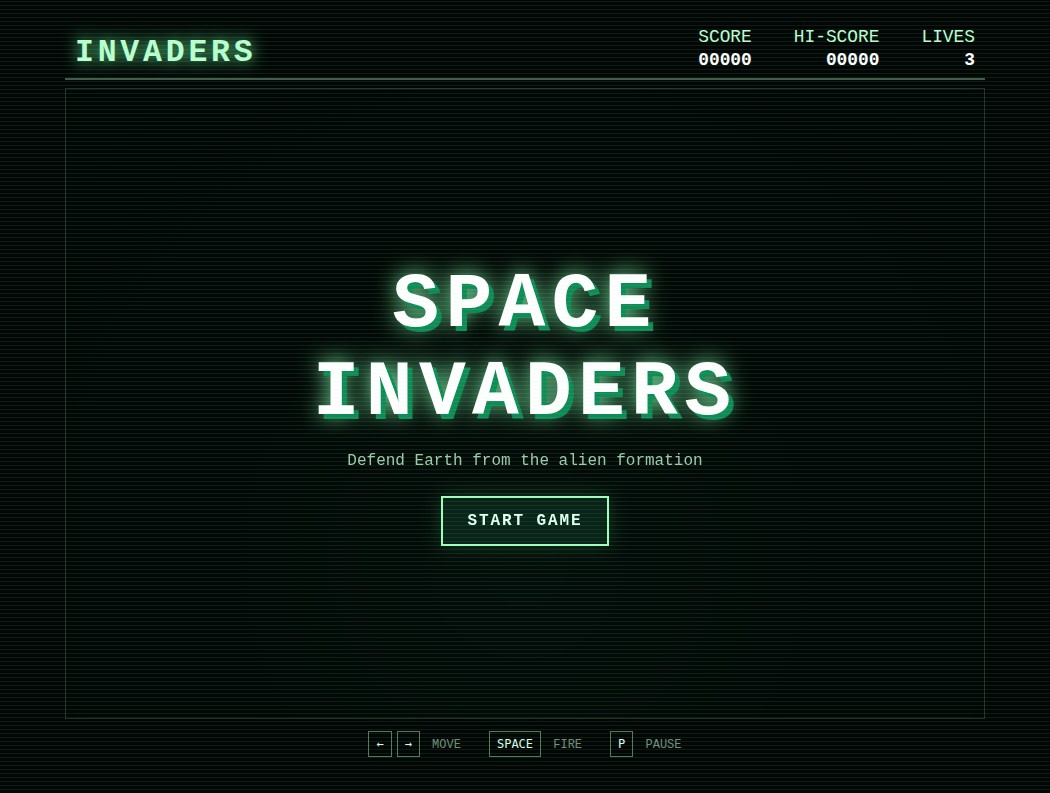 INVADERS
SCORE HI-SCORE LIVES
00000 00000 3
SPACE
INVADERS
Defend Earth from the alien formation
START GAME
← → MOVE SPACE FIRE P PAUSE